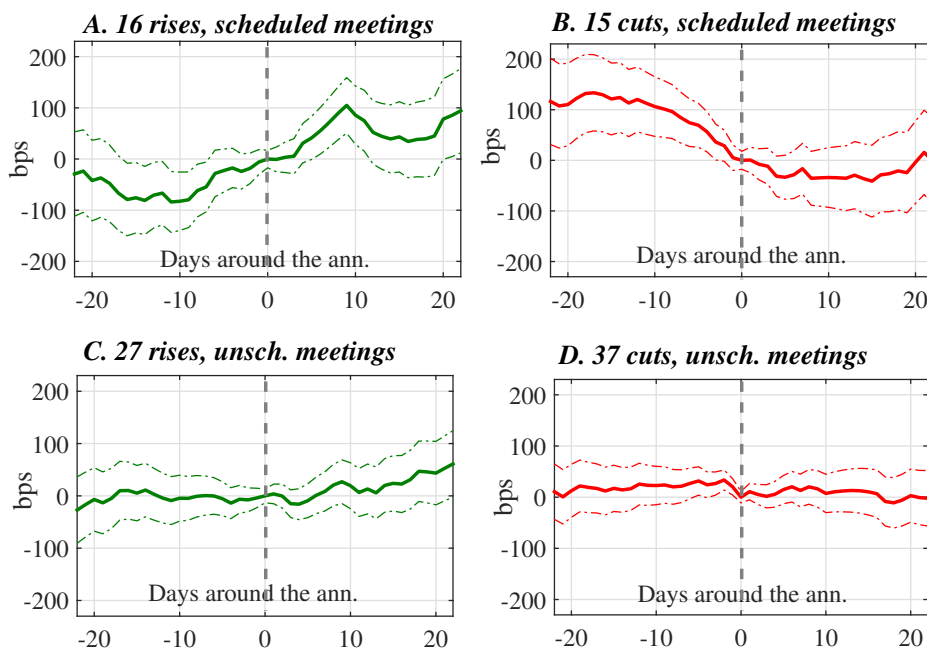 A. 16 rises, scheduled meetings
200
100
0
-100
-200
bps
Days around the ann.
-20 -10 0 10 20
B. 15 cuts, scheduled meetings
200
100
0
-100
-200
bps
Days around the ann.
-20 -10 0 10 20
C. 27 rises, unsch. meetings
200
100
0
-100
-200
bps
Days around the ann.
-20 -10 0 10 20
D. 37 cuts, unsch. meetings
200
100
0
-100
-200
bps
Days around the ann.
-20 -10 0 10 20